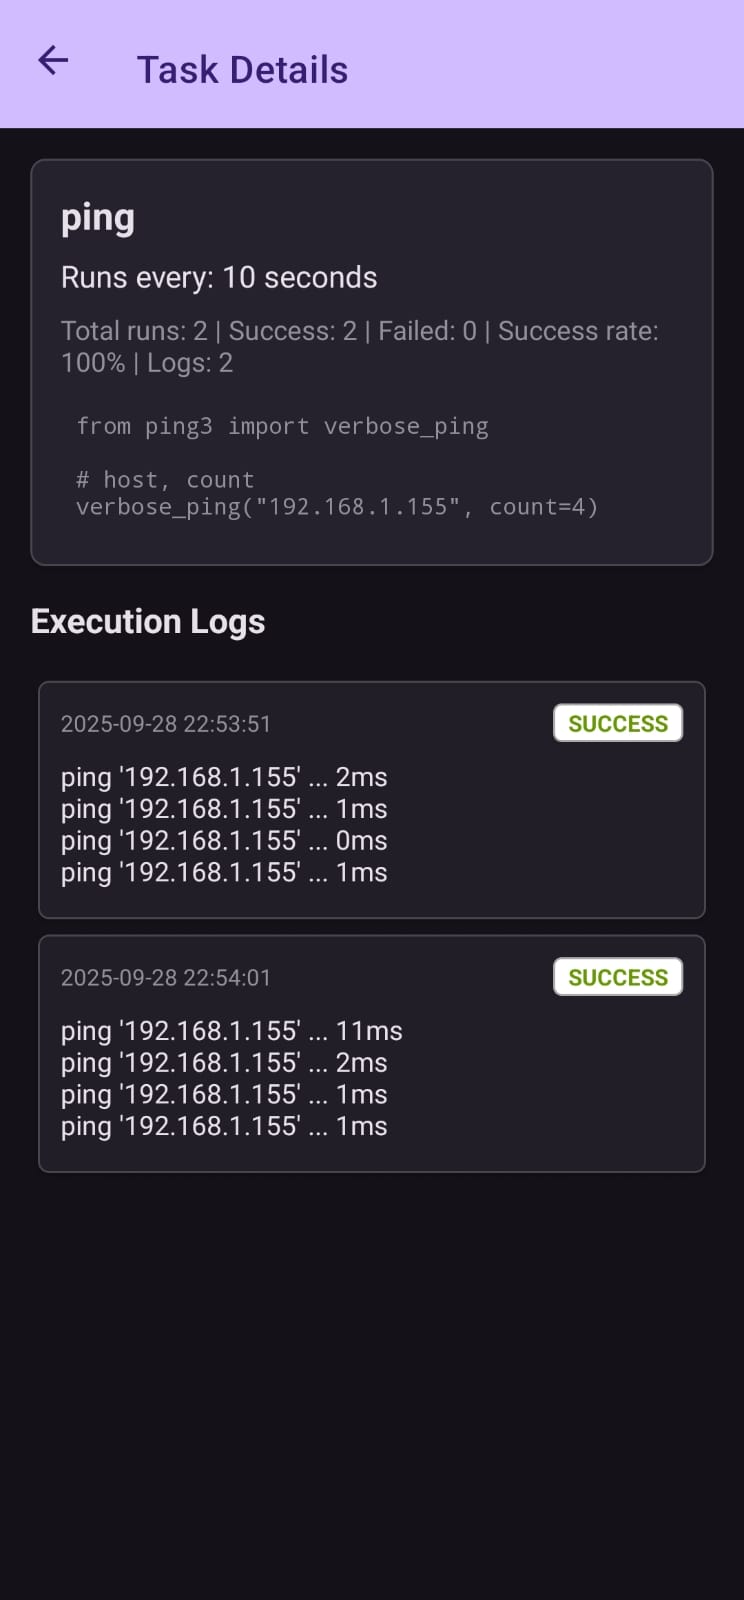 Task Details
ping
Runs every: 10 seconds
Total runs: 2 | Success: 2 | Failed: 0 | Success rate:
100% | Logs: 2
from ping3 import verbose_ping
# host, count
verbose_ping("192.168.1.155", count=4)
Execution Logs
2025-09-28 22:53:51
SUCCESS
ping '192.168.1.155' ... 2ms
ping '192.168.1.155' ... 1ms
ping '192.168.1.155' ... 0ms
ping '192.168.1.155' ... 1ms
2025-09-28 22:54:01
SUCCESS
ping '192.168.1.155' ... 11ms
ping '192.168.1.155' ... 2ms
ping '192.168.1.155' ... 1ms
ping '192.168.1.155' ... 1ms